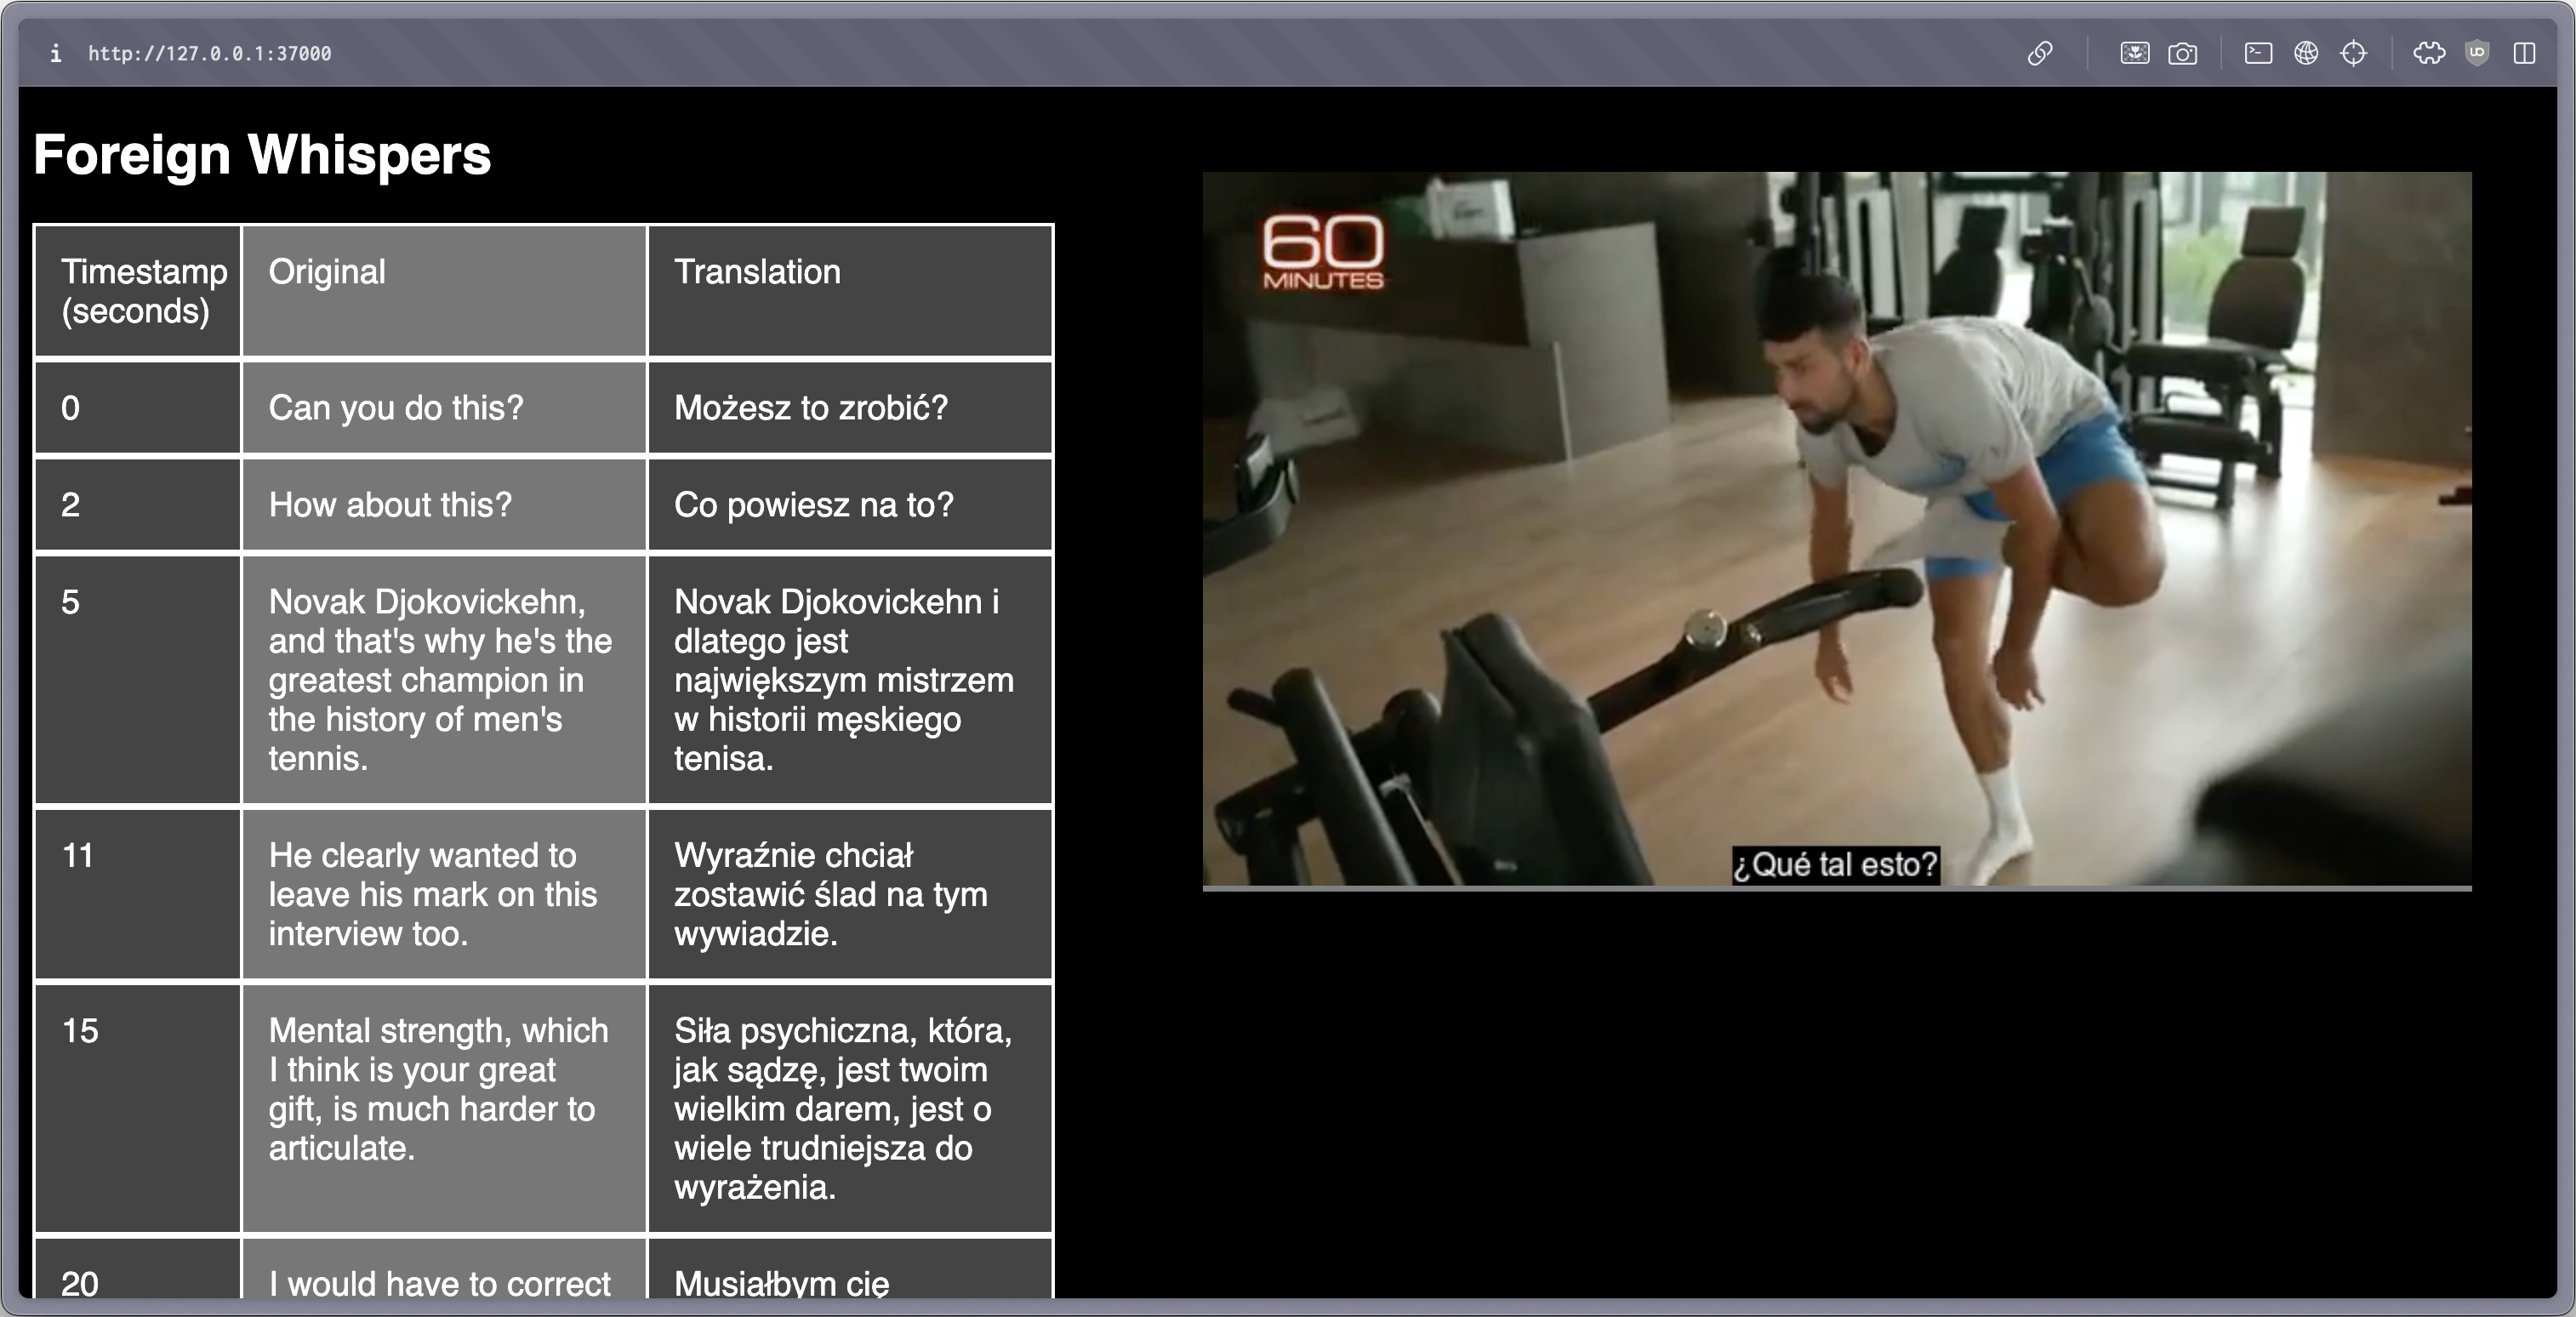 http://127.0.0.1:37000
Foreign Whispers
Timestamp
(seconds)
Original
Translation
0
Can you do this?
Możesz to zrobić?
2
How about this?
Co powiesz na to?
5
Novak Djokovickehn,
and that's why he's the
greatest champion in
the history of men's
tennis.
Novak Djokovickehn i
dlatego jest
największym mistrzem
w historii męskiego
tenisa.
11
He clearly wanted to
leave his mark on this
interview too.
Wyraźnie chciał
zostawić ślad na tym
wywiadzie.
15
Mental strength, which
I think is your great
gift, is much harder to
articulate.
Siła psychiczna, która,
jak sądzę, jest twoim
wielkim darem, jest o
wiele trudniejsza do
wyrażenia.
20
I would have to correct
Musiałbym cię
60
MINUTES
¿Qué tal esto?